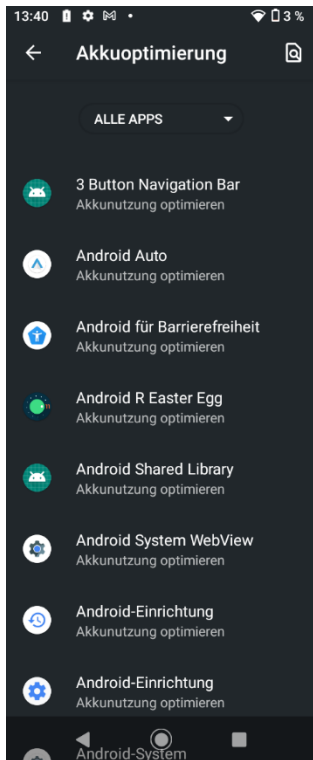 13:40 3 %
Akkuoptimierung
ALLE APPS
3 Button Navigation Bar
Akkunutzung optimieren
Android Auto
Akkunutzung optimieren
Android für Barrierefreiheit
Akkunutzung optimieren
Android R Easter Egg
Akkunutzung optimieren
Android Shared Library
Akkunutzung optimieren
Android System WebView
Akkunutzung optimieren
Android-Einrichtung
Akkunutzung optimieren
Android-Einrichtung
Akkunutzung optimieren
Android-System